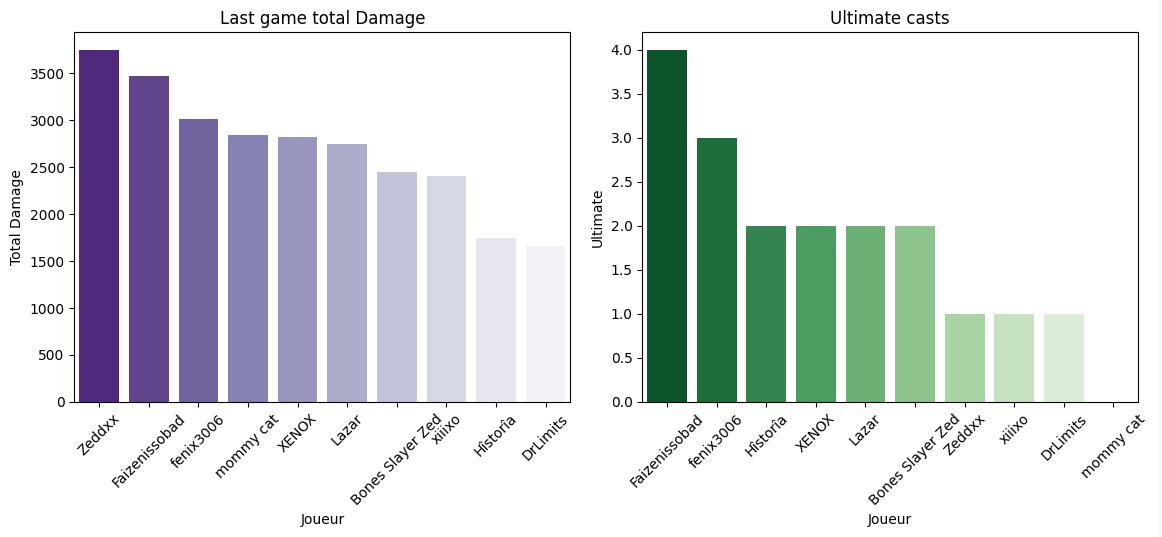 Last game total Damage
Total Damage
3500
3000
2500
2000
1500
1000
500
0
Zeddxx
Faizenissobad
fenix3006
mommy cat
XENOX
Lazar
Bones Slayer Zed
xiiixo
Hístorìa
DrLimits
Joueur
Ultimate casts
Ultimate
4.0
3.5
3.0
2.5
2.0
1.5
1.0
0.5
0.0
Faizenissobad
fenix3006
Hístorìa
XENOX
Lazar
Bones Slayer Zed
Zeddxx
xiiixo
DrLimits
mommy cat
Joueur